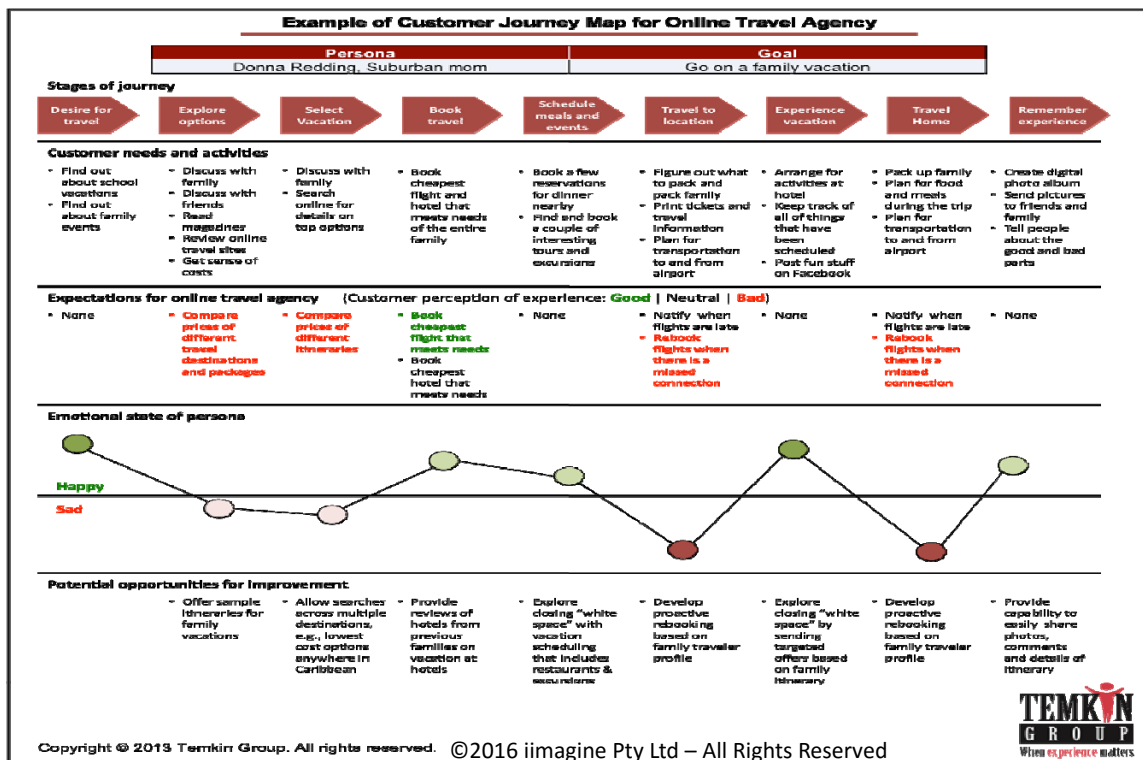 Example of Customer Journey Map for Online Travel Agency
Persona
Goal
Donna Redding, Suburban mom
Go on a family vacation
Stages of journey
Desire for
travel
Explore
options
Select
Vacation
Book
travel
Schedule
meals and
events
Travel to
location
Experience
vacation
Travel
Home
Remember
experience
Customer needs and activities
• Find out
about school
vacations
• Find out
about family
events
• Discuss with
family
• Discuss with
friends
• Read
magazines
• Review online
travel sites
• Get sense of
costs
• Discuss with
family
• Search
online for
details on
top options
• Book
cheapest
flight and
hotel that
meets needs
of the entire
family
• Book a few
reservations
for dinner
nearby
• Find and book
a couple of
interesting
tours and
excursions
• Figure out what
to pack and
pack family
• Print tickets and
travel
information
• Plan for
transportation
to and from
airport
• Arrange for
activities at
hotel
• Keep track of
all of things
that have
been
scheduled
• Post fun stuff
on Facebook
• Pack up family
• Plan for food
and meals
during the trip
• Plan for
transportation
to and from
airport
• Create digital
photo album
• Send pictures
to friends and
family
• Tell people
about the
good and bad
parts
Expectations for online travel agency (Customer perception of experience: Good | Neutral | Bad)
• None
• Compare
prices of
different
travel
destinations
and packages
• Compare
prices of
different
itineraries
• Book
cheapest
flight that
meets needs
• Book
cheapest
hotel that
meets needs
• None
• Notify when
flights are late
• Rebook
flights when
there is a
missed
connection
• None
• Notify when
flights are late
• Rebook
flights when
there is a
missed
connection
• None
Emotional state of persona
Happy
Sad
Potential opportunities for improvement
• Offer sample
itineraries for
family
vacations
• Allow searches
across multiple
destinations,
e.g., lowest
cost options
anywhere in
Caribbean
• Provide
reviews of
hotels from
previous
families on
vacation at
hotels
• Explore
closing "white
space" with
vacation
scheduling
that includes
restaurants &
excursions
• Develop
proactive
rebooking
based on
family traveler
profile
• Explore
closing "white
space" by
sending
targeted
offers based
on family
itinerary
• Develop
proactive
rebooking
based on
family traveler
profile
• Provide
capability to
easily share
photos,
comments
and details of
itinerary
TEMKIN
GROUP
When experience matters
Copyright © 2013 Temkin Group. All rights reserved. ©2016 iimagine Pty Ltd – All Rights Reserved